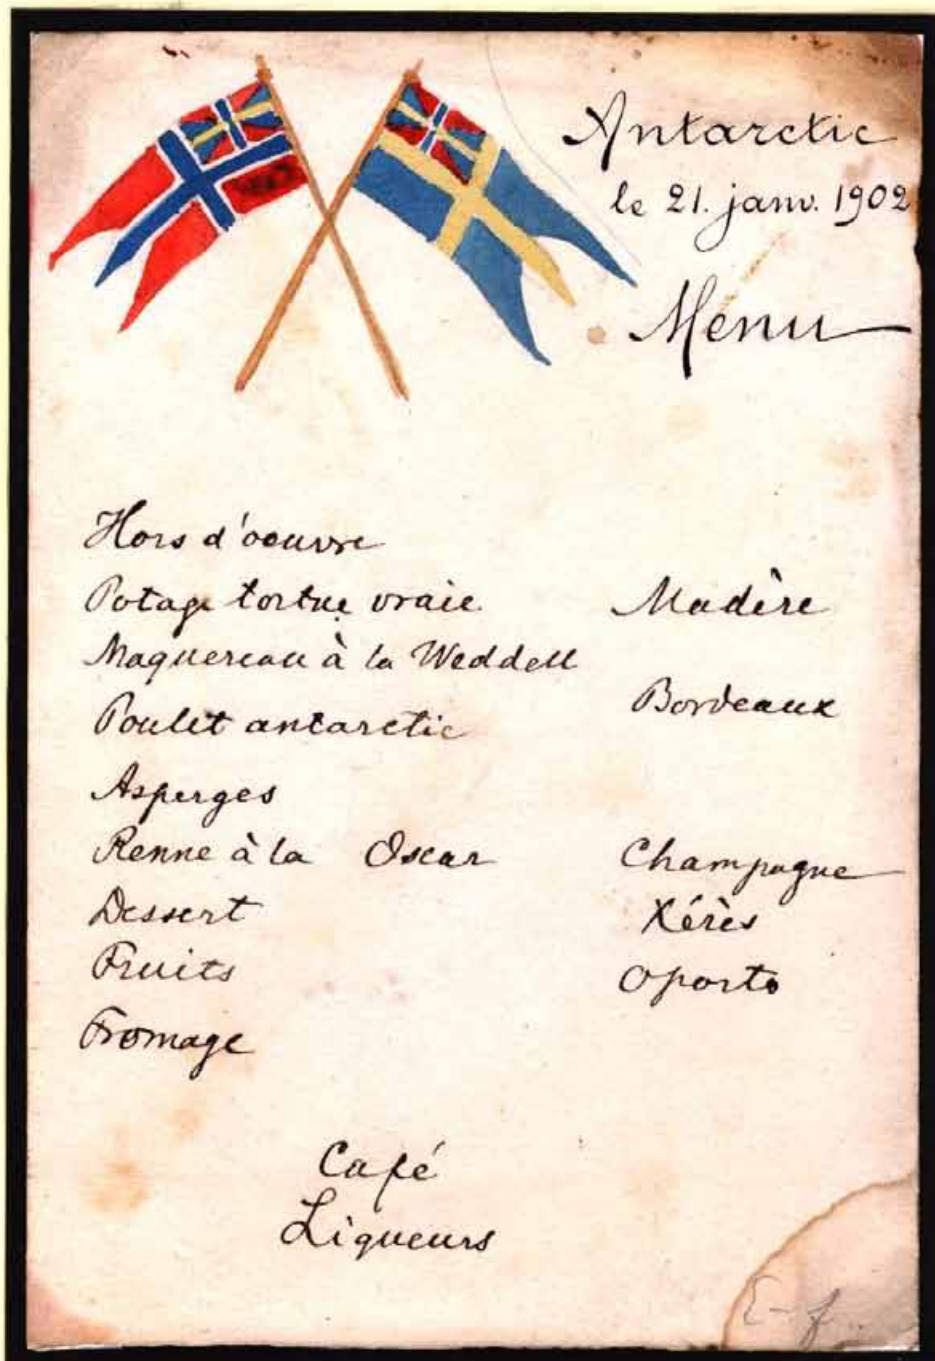 Antarctic
le 21. janv. 1902
Menu
Hors d'oeuvre
Potage tortue vraie Madère
Maquereau à la Weddell
Poulet antarctic Bordeaux
Asperges
Renne à la Oscar Champagne
Dessert Xérès
Fruits Oporto
Fromage
Café
Liqueurs